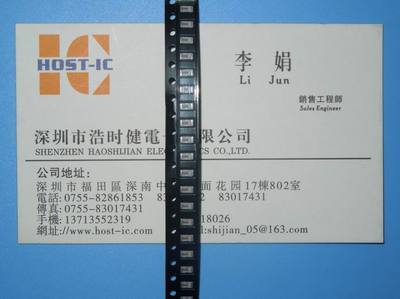 IC
HOST-IC
李 娟
Li Jun
銷售工程師
Sales Engineer
深圳市浩时健電 限公司
SHENZHEN HAOSHIJIAN ELEC ICS CO.,LTD.
公司地址:
深圳市福田區深南中 面花园17棟802室
電話: 0755-82861853 83017431
傳真: 0755-83017431
手機: 13713552319 18026
網址://www.host-ic.com l:shijian_05@163.com